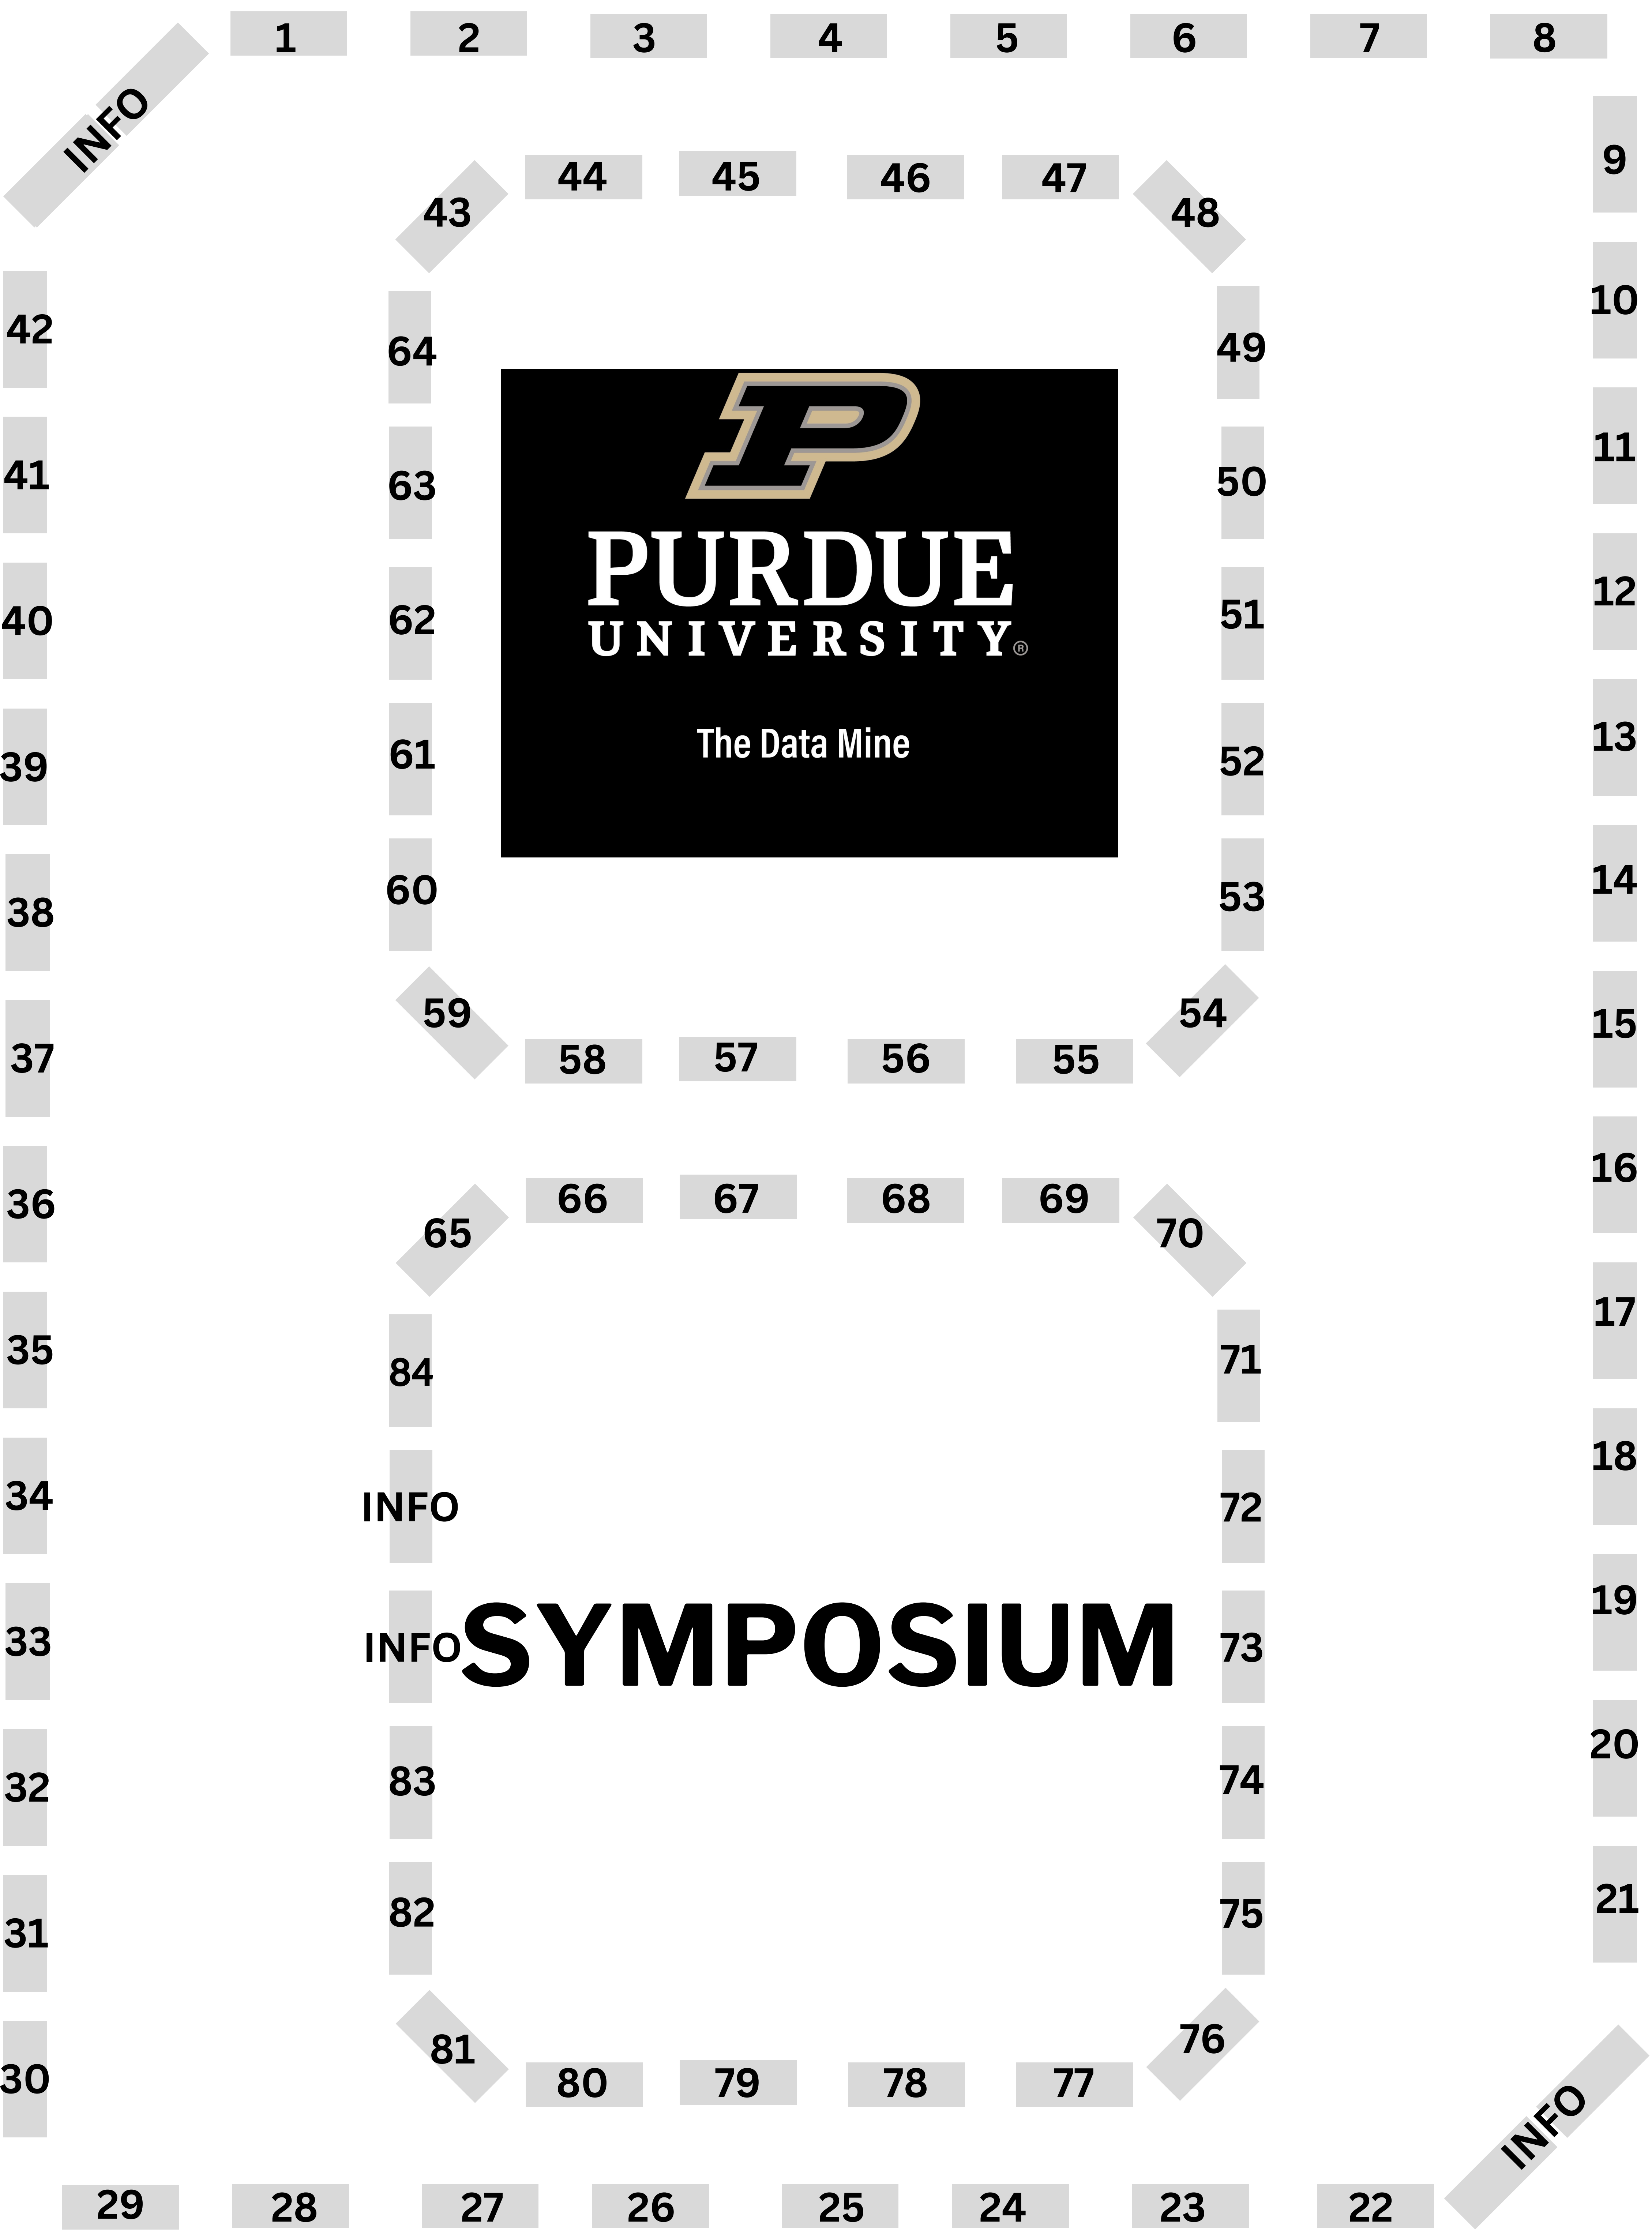 1 2 3 4 5 6 7 8
INFO
9
44 45 46 47
43 48
10
42
64 49
P
11
41
63 50
PURDUE
12
40 62 51
UNIVERSITY®
13
39
61 The Data Mine 52
14
38
60 53
15
59 54
37 58 57 56 55
16
36 66 67 68 69
65 70
17
35
84 71
18
34 INFO 72
19
33 INFO SYMPOSIUM 73
20
32 83 74
21
31 82 75
81 76
30 80 79 78 77
INFO
29 28 27 26 25 24 23 22